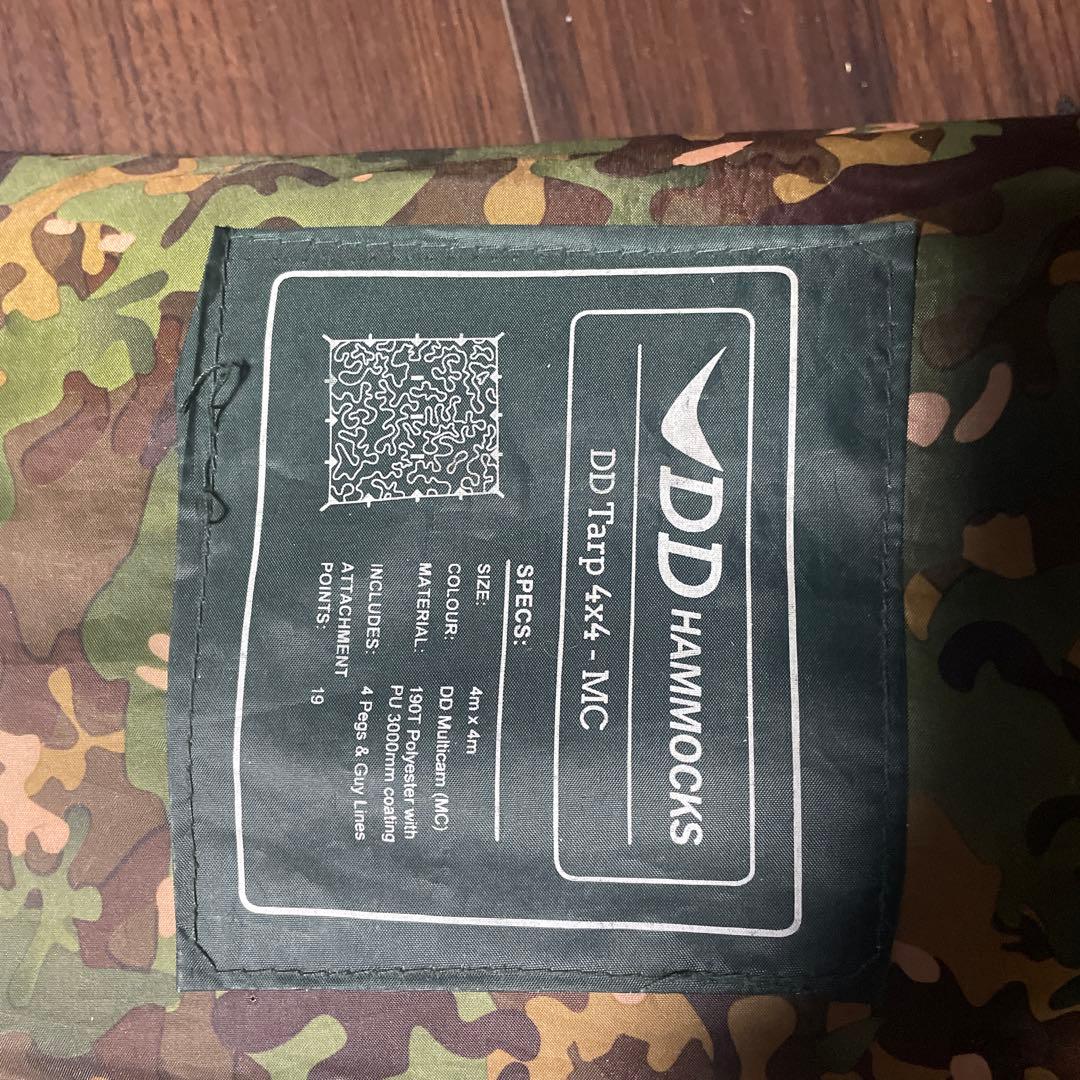 DD HAMMOCKS
DD Tarp 4x4 - MC
SPECS:
SIZE: 4m x 4m
COLOUR: DD Multicam (MC)
MATERIAL: 190T Polyester with
PU 3000mm coating
INCLUDES: 4 Pegs & Guy Lines
ATTACHMENT
POINTS: 19